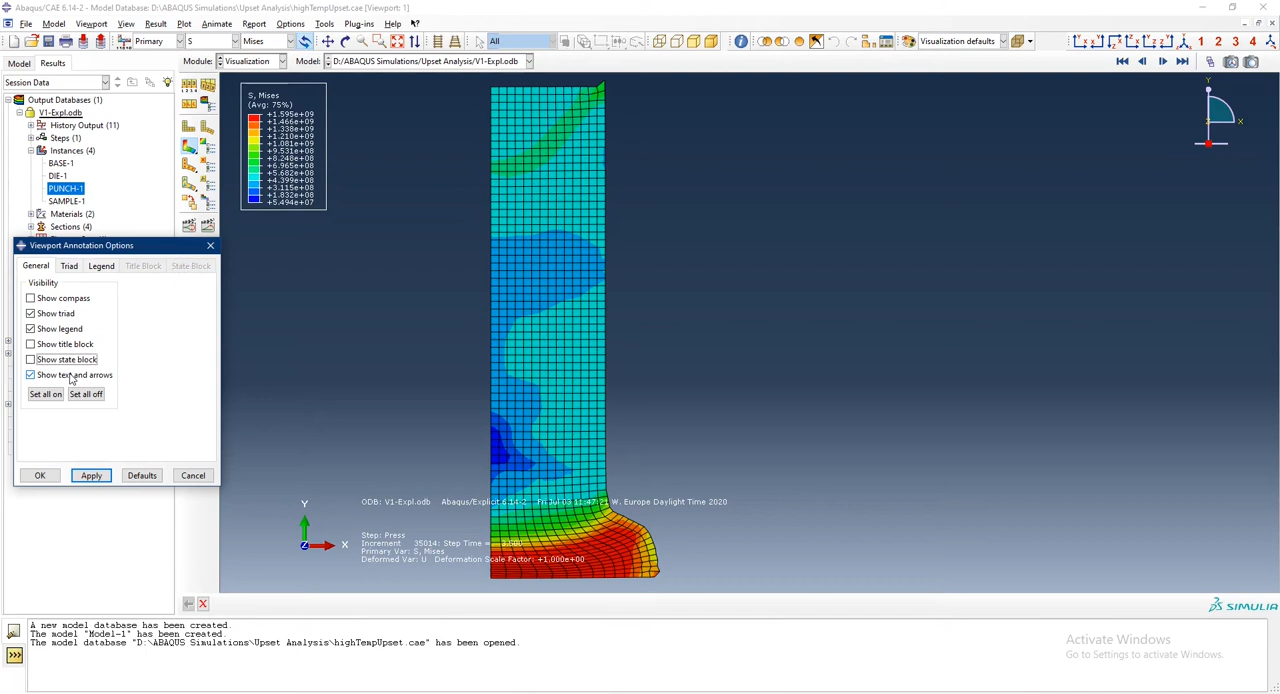 Abaqus/CAE 6.14-2 - Model Database: D:\ABAQUS Simulations\Upset Analysis\highTempUpset.cae [Viewport: 1]
File Model Viewport View Result Plot Animate Report Options Tools Plug-ins Help
Primary S Mises All Visualization defaults 1 2 3 4
Model Results Module: Visualization Model: D:/ABAQUS Simulations/Upset Analysis/V1-Expl.odb
Session Data
Output Databases (1)
V1-Expl.odb
History Output (11)
Steps (1)
Instances (4)
BASE-1
DIE-1
PUNCH-1
SAMPLE-1
Materials (2)
Sections (4)
Viewport Annotation Options
General Triad Legend Title Block State Block
Visibility
Show compass
Show triad
Show legend
Show title block
Show state block
Show text and arrows
Set all on Set all off
OK Apply Defaults Cancel
S, Mises
(Avg: 75%)
+1.595e+09
+1.466e+09
+1.338e+09
+1.210e+09
+1.081e+09
+9.531e+08
+8.248e+08
+6.965e+08
+5.682e+08
+4.399e+08
+3.115e+08
+1.832e+08
+5.494e+07
Y
X
Y
X
Z
ODB: V1-Expl.odb Abaqus/Explicit 6.14-2 Fri Jul 03 11:47:21 W. Europe Daylight Time 2020
Step: Press
Increment 35014: Step Time =
Primary Var: S, Mises
Deformed Var: U Deformation Scale Factor: +1.000e+00
SIMULIA
A new model database has been created.
The model "Model-1" has been created.
The model database "D:\ABAQUS Simulations\Upset Analysis\highTempUpset.cae" has been opened.
Activate Windows
Go to Settings to activate Windows.